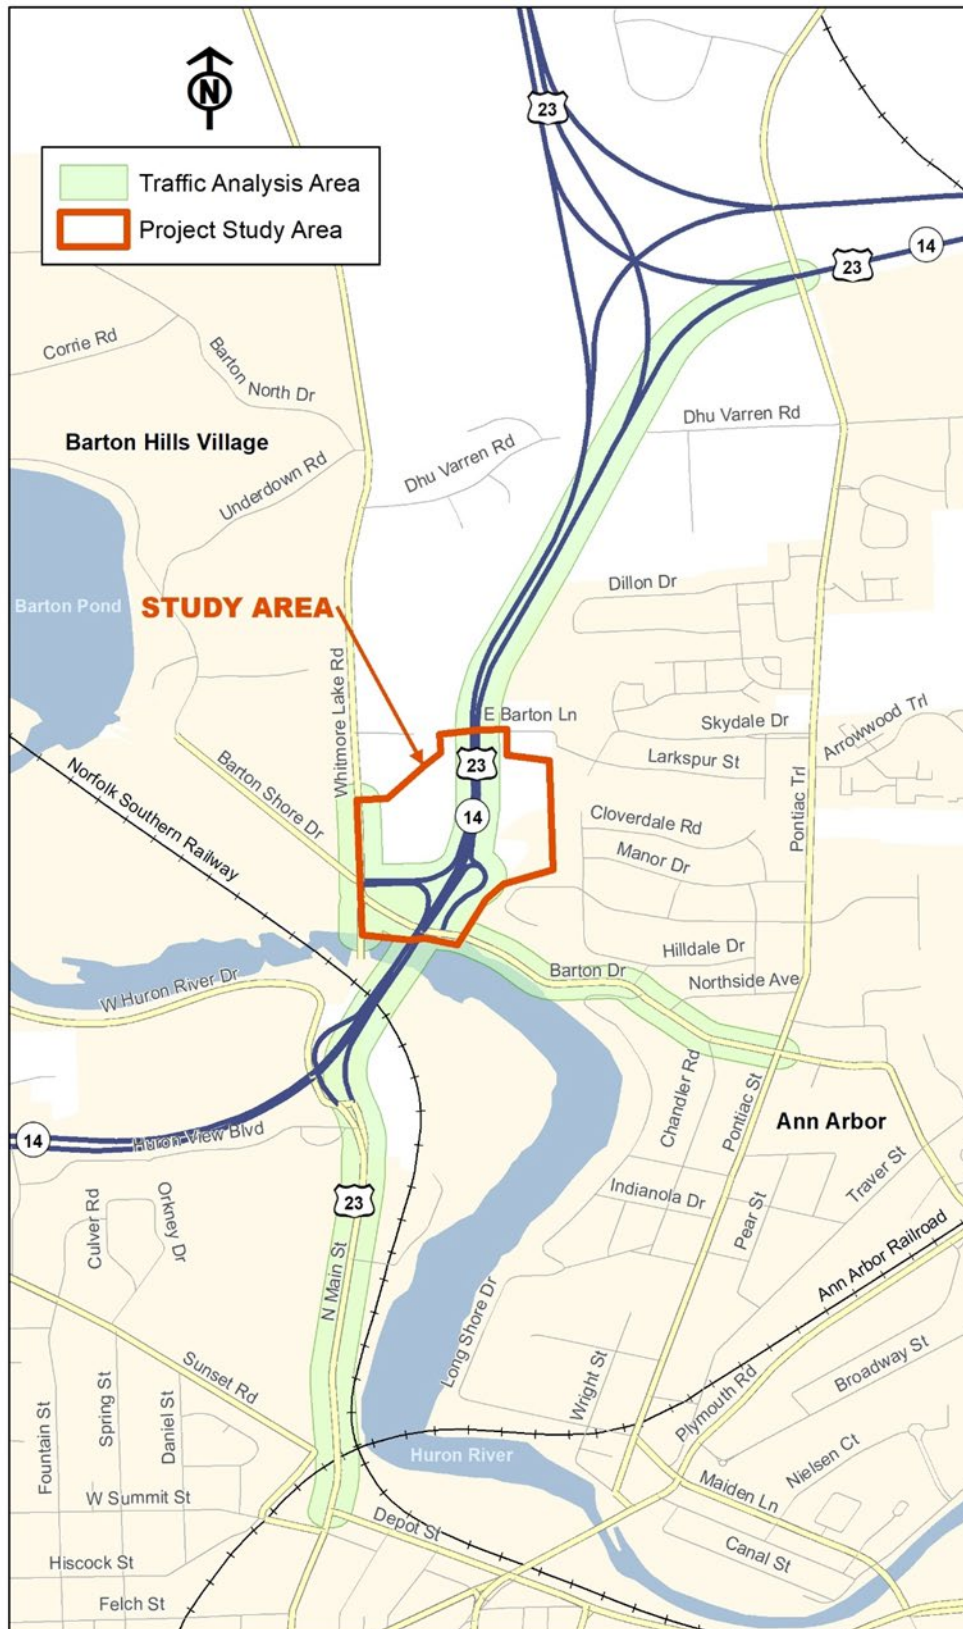 23
N
Traffic Analysis Area
Project Study Area
14
23
Corrie Rd
Barton
North Dr
Dhu Varren Rd
Barton Hills Village
Dhu Varren Rd
Underdown Rd
Dillon Dr
Barton Pond
STUDY AREA
Whitmore Lake Rd
E Barton Ln
Skydale Dr
Arrowwood Trl
Larkspur St
23
Norfolk Southern Railway
Barton Shore Dr
14
Cloverdale Rd
Pontiac Trl
Manor Dr
Hilldale Dr
Barton Dr
Northside Ave
W Huron River Dr
Chandler Rd
Pontiac St
Ann Arbor
14
Huron View Blvd
Traver St
Indianola Dr
Pear St
23
Culver Rd
Orkney Dr
N Main St
Ann Arbor Railroad
Long Shore Dr
Sunset Rd
Wright St
Broadway St
Plymouth Rd
Fountain St
Spring St
Daniel St
Huron River
Nielsen Ct
W Summit St
Maiden Ln
Depot St
Canal St
Hiscock St
Felch St